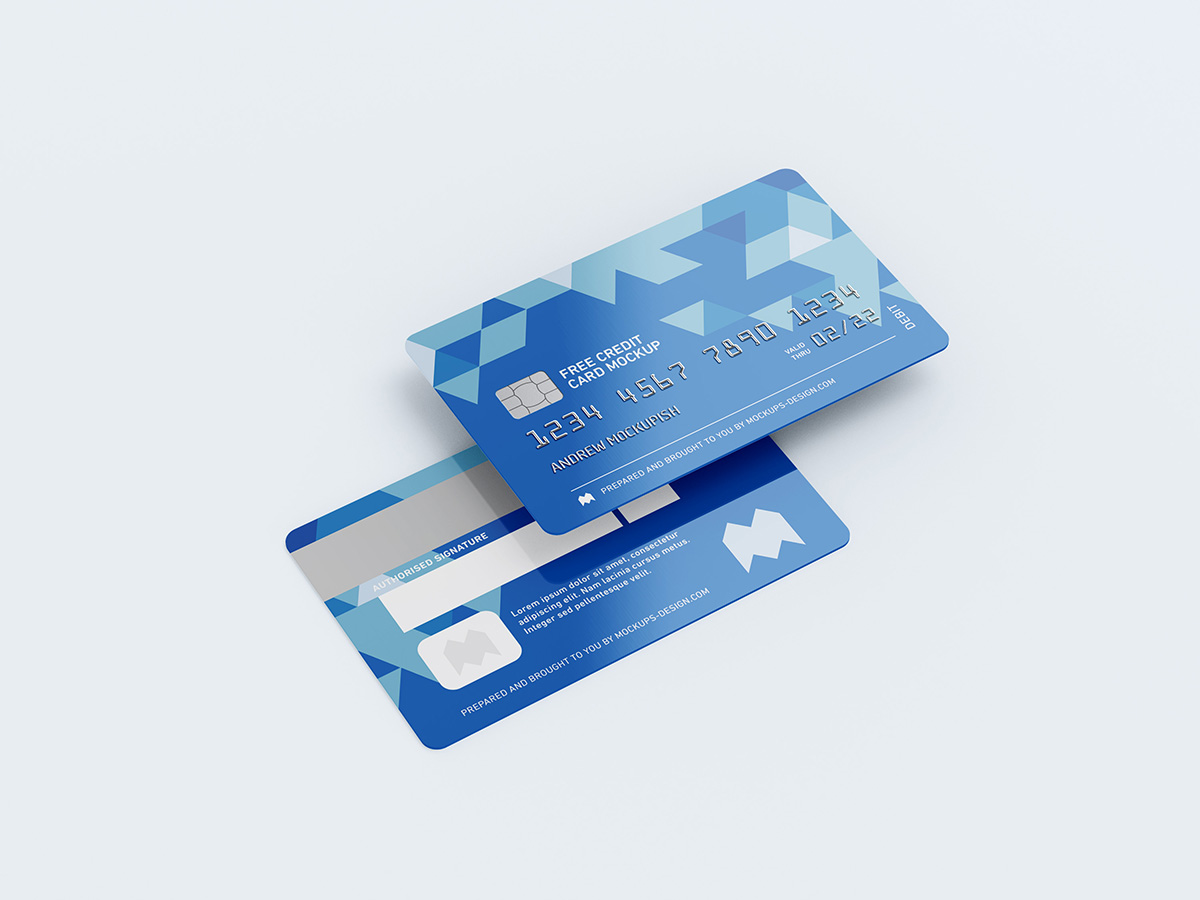 FREE CREDIT
CARD MOCKUP
1234 4567 7890 1234
VALID
THRU
02/22
DEBIT
ANDREW MOCKUPISH
PREPARED AND BROUGHT TO YOU BY MOCKUPS-DESIGN.COM
AUTHORISED SIGNATURE
Lorem ipsum dolor sit amet, consectetur
adipiscing elit. Nam lacinia cursus metus.
Integer sed pellentesque velit.
PREPARED AND BROUGHT TO YOU BY MOCKUPS-DESIGN.COM